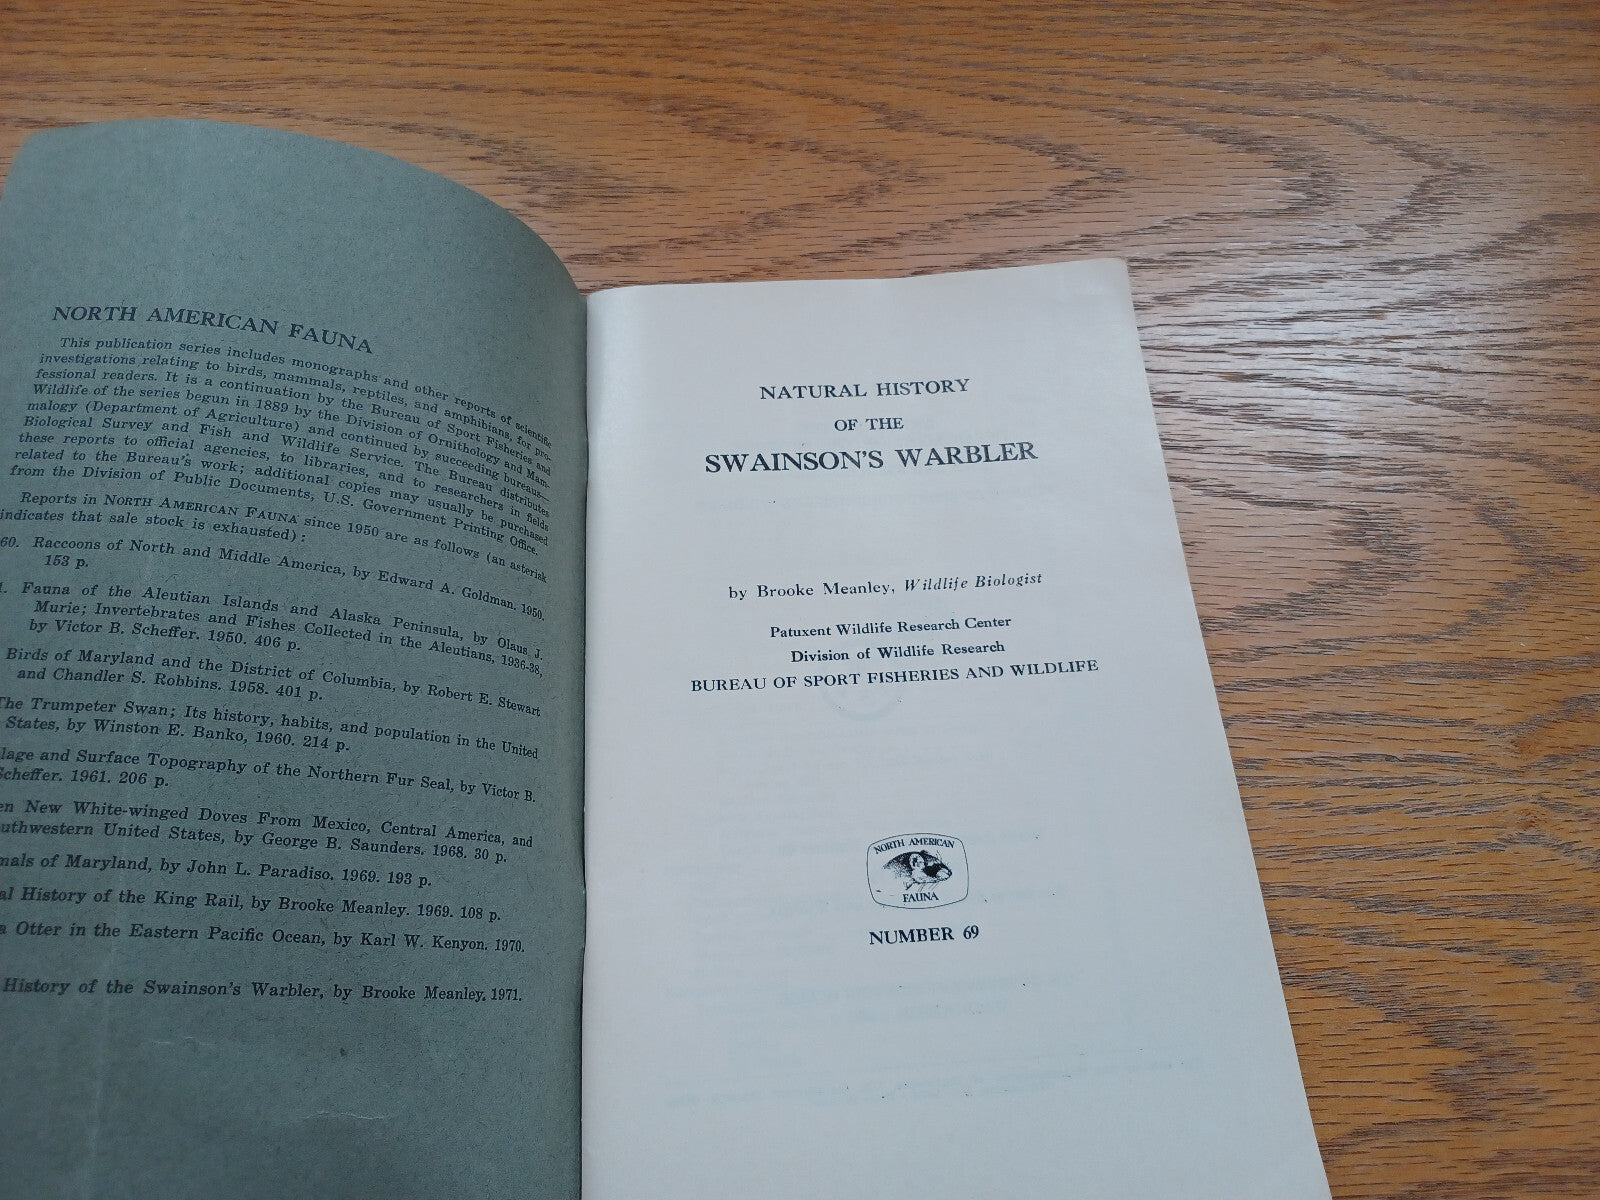 NORTH AMERICAN FAUNA
This publication series includes monographs and other reports of scientific
investigations relating to birds, mammals, reptiles, and amphibians, for pro-
fessional readers. It is a continuation by the Bureau of Sport Fisheries and
Wildlife of the series begun in 1889 by the Division of Ornithology and Mam-
malogy (Department of Agriculture) and continued by succeeding bureaus—
Biological Survey and Fish and Wildlife Service. The Bureau distributes
these reports to official agencies, to libraries, and to researchers in fields
related to the Bureau's work; additional copies may usually be purchased
from the Division of Public Documents, U.S. Government Printing Office.
Reports in NORTH AMERICAN FAUNA since 1950 are as follows (an asterisk
indicates that sale stock is exhausted):
60. Raccoons of North and Middle America, by Edward A. Goldman. 1950.
153 p.
Fauna of the Aleutian Islands and Alaska Peninsula, by Olaus J.
Murie; Invertebrates and Fishes Collected in the Aleutians, 1936-38,
by Victor B. Scheffer. 1950. 406 p.
Birds of Maryland and the District of Columbia, by Robert E. Stewart
and Chandler S. Robbins. 1958. 401 p.
The Trumpeter Swan; Its history, habits, and population in the United
States, by Winston E. Banko, 1960. 214 p.
lage and Surface Topography of the Northern Fur Seal, by Victor B.
Scheffer. 1961. 206 p.
en New White-winged Doves From Mexico, Central America, and
uthwestern United States, by George B. Saunders. 1968. 30 p.
mals of Maryland, by John L. Paradiso. 1969. 193 p.
al History of the King Rail, by Brooke Meanley. 1969. 108 p.
a Otter in the Eastern Pacific Ocean, by Karl W. Kenyon. 1970.
History of the Swainson's Warbler, by Brooke Meanley. 1971.
NATURAL HISTORY
OF THE
SWAINSON'S WARBLER
by Brooke Meanley, Wildlife Biologist
Patuxent Wildlife Research Center
Division of Wildlife Research
BUREAU OF SPORT FISHERIES AND WILDLIFE
NORTH AMERICAN
FAUNA
NUMBER 69